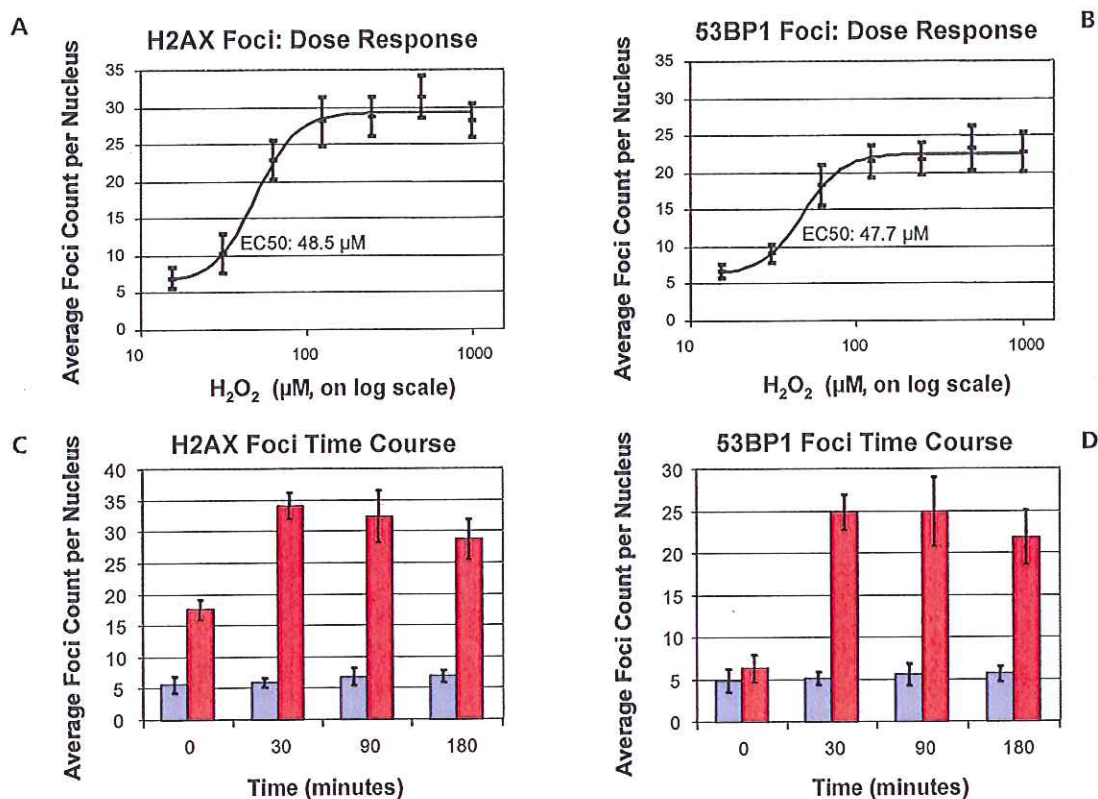 A
H2AX Foci: Dose Response
Average Foci Count per Nucleus
35
30
25
20
15
10
5
0
EC50: 48.5 µM
10
100
1000
H₂O₂ (µM, on log scale)
B
53BP1 Foci: Dose Response
Average Foci Count per Nucleus
35
30
25
20
15
10
5
0
EC50: 47.7 µM
10
100
1000
H₂O₂ (µM, on log scale)
C
H2AX Foci Time Course
Average Foci Count per Nucleus
40
35
30
25
20
15
10
5
0
0
30
90
180
Time (minutes)
D
53BP1 Foci Time Course
Average Foci Count per Nucleus
30
25
20
15
10
5
0
0
30
90
180
Time (minutes)